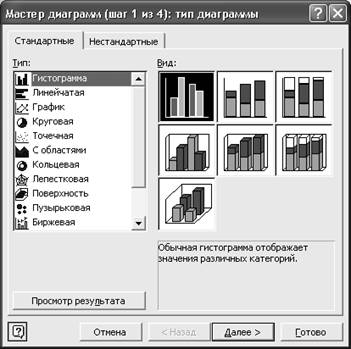 Мастер диаграмм (шаг 1 из 4): тип диаграммы
Стандартные
Нестандартные
Тип:
Вид:
Гистограмма
Линейчатая
График
Круговая
Точечная
С областями
Кольцевая
Лепестковая
Поверхность
Пузырьковая
Биржевая
Обычная гистограмма отображает
значения различных категорий.
Просмотр результата
Отмена
< Назад
Далее >
Готово